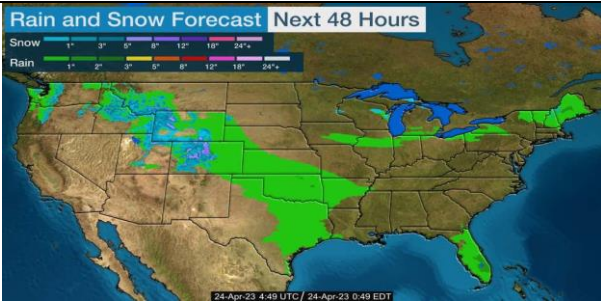 Rain and Snow Forecast Next 48 Hours
Snow 1" 3" 5" 8" 12" 18" 24"+
Rain 1" 2" 3" 5" 8" 12" 18" 24"+
24-Apr-23 4:49 UTC / 24-Apr-23 0:49 EDT